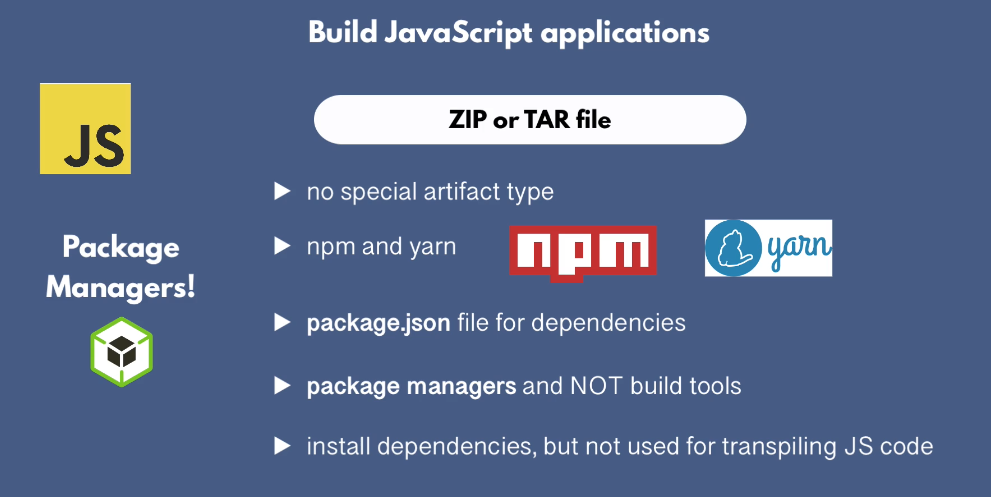 Build JavaScript applications
JS
ZIP or TAR file
no special artifact type
Package
Managers!
npm and yarn
npm
yarn
package.json file for dependencies
package managers and NOT build tools
install dependencies, but not used for transpiling JS code